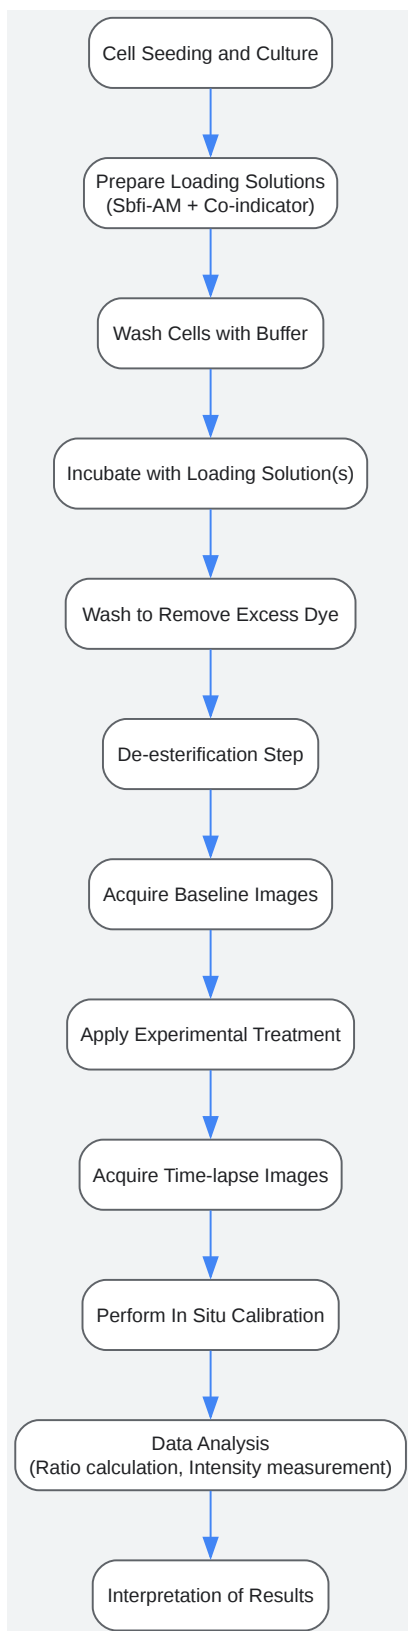 Cell Seeding and Culture
Prepare Loading Solutions
(Sbfi-AM + Co-indicator)
Wash Cells with Buffer
Incubate with Loading Solution(s)
Wash to Remove Excess Dye
De-esterification Step
Acquire Baseline Images
Apply Experimental Treatment
Acquire Time-lapse Images
Perform In Situ Calibration
Data Analysis
(Ratio calculation, Intensity measurement)
Interpretation of Results